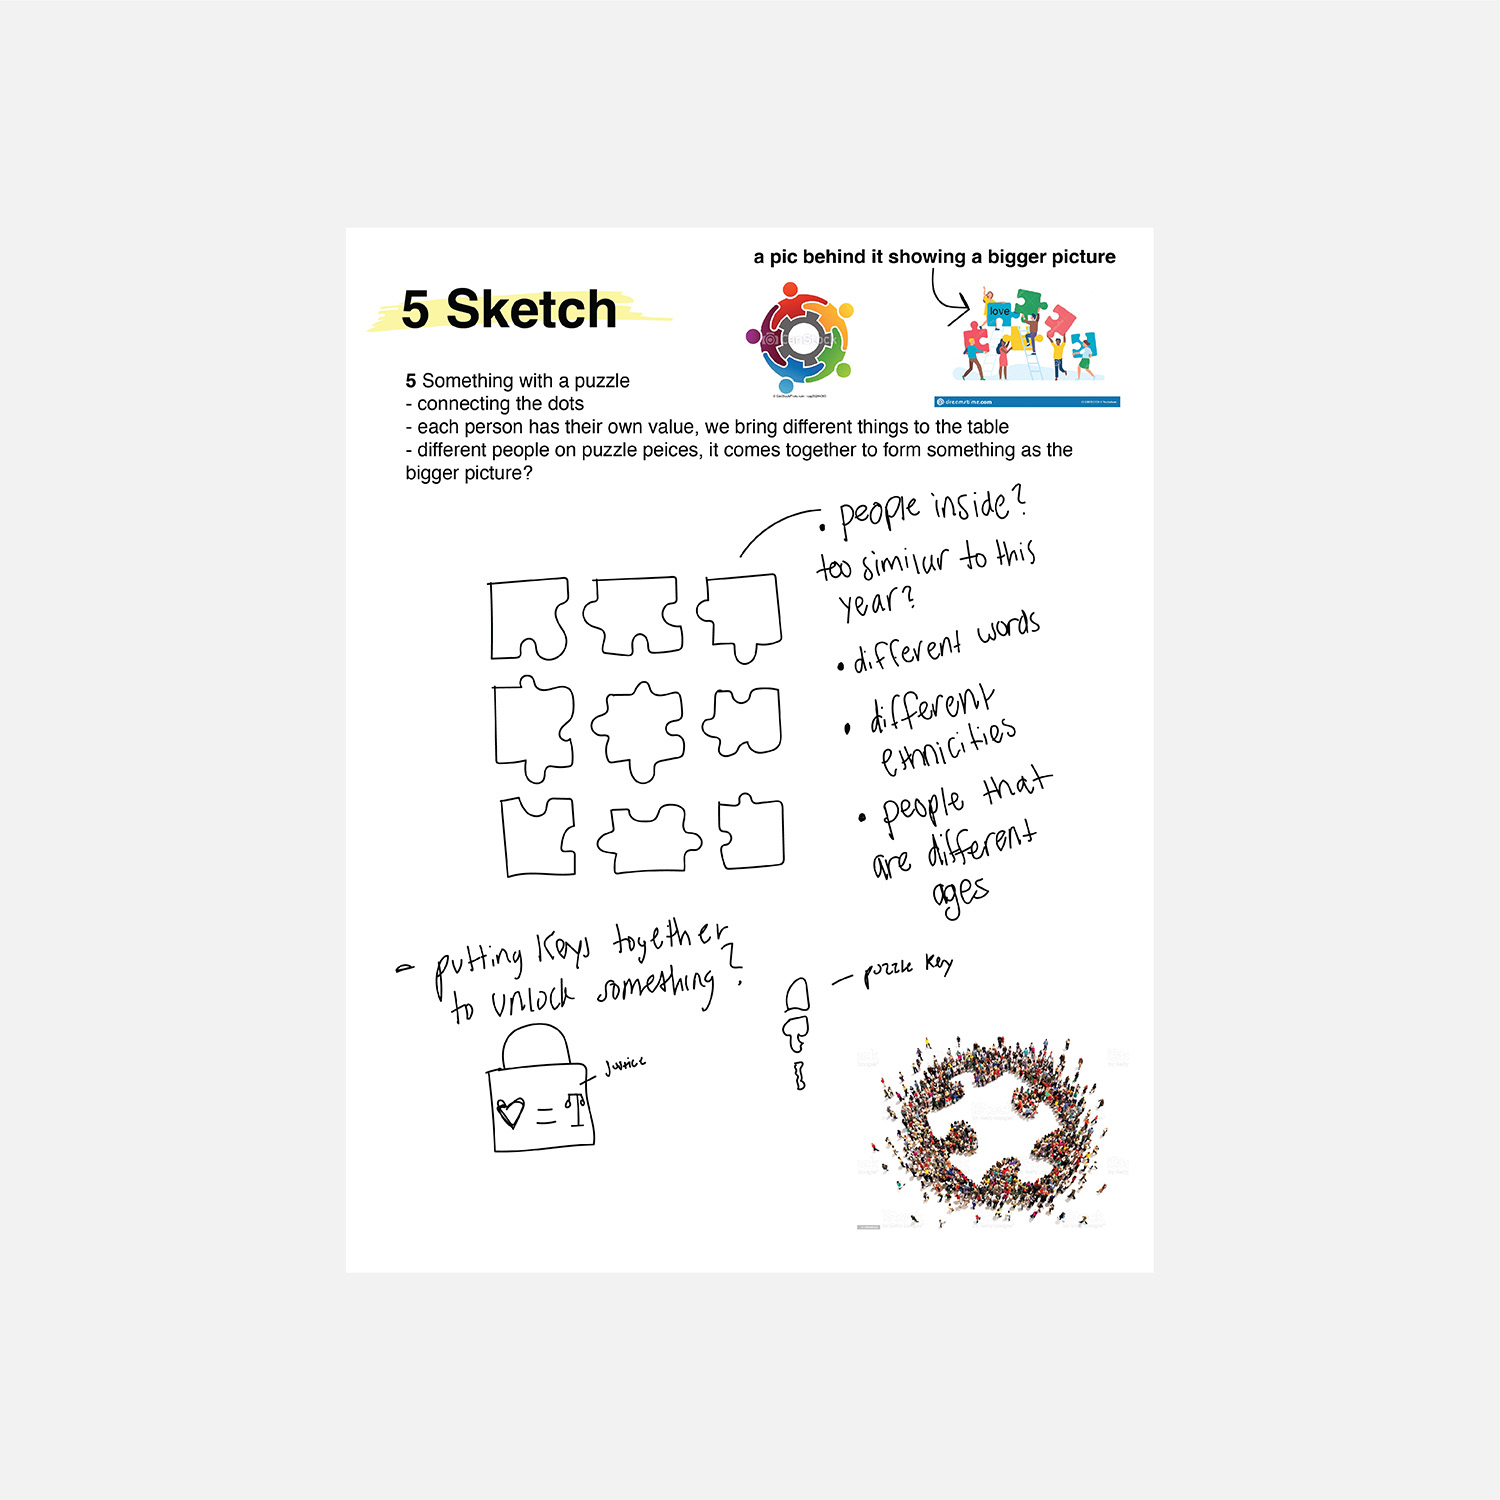 a pic behind it showing a bigger picture
5 Sketch
CanStock
love
dreamstime.com
5 Something with a puzzle
- connecting the dots
- each person has their own value, we bring different things to the table
- different people on puzzle peices, it comes together to form something as the
bigger picture?
• people inside?
too similar to this
year?
• different words
• different
ethnicities
• people that
are different
ages
- putting keys together
to unlock something?
- puzzle key
Justice
=